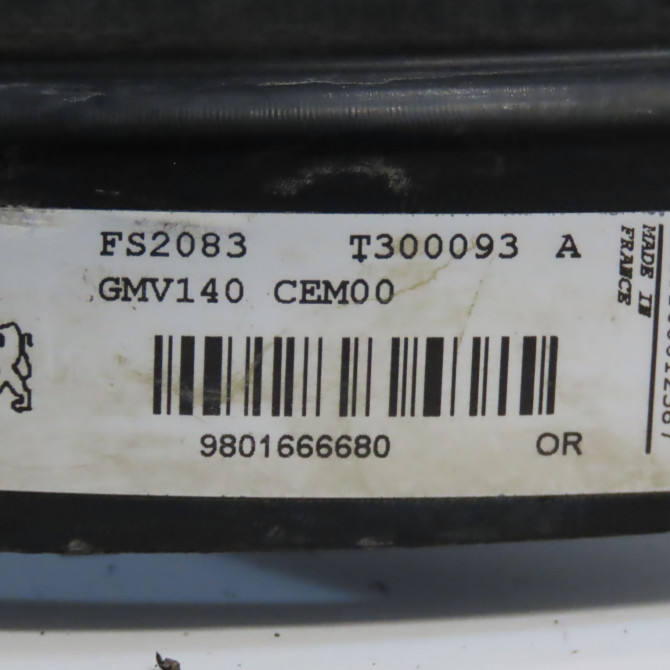 FS2083 T300093 A
GMV140 CEM00
9801666680 OR
MADE IN
FRANCE